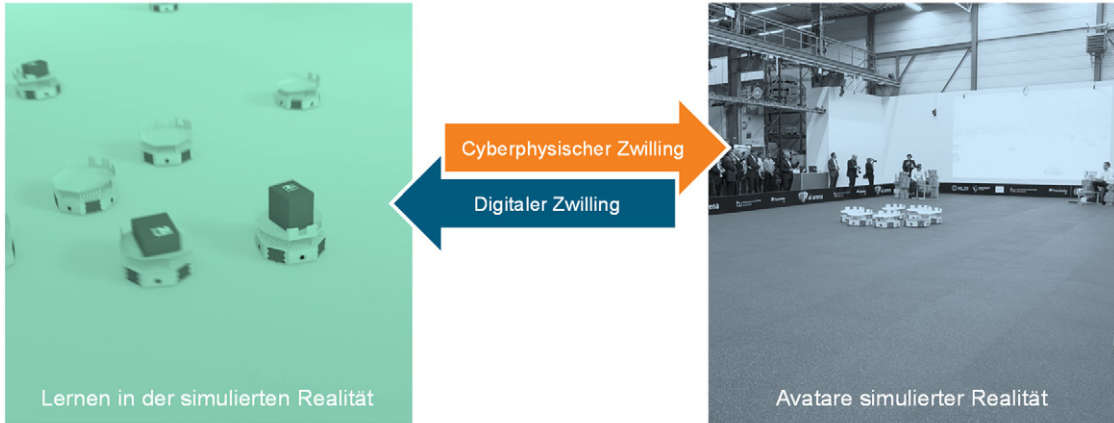 Cyberphysischer Zwilling
Digitaler Zwilling
Lernen in der simulierten Realität
Avatare simulierter Realität